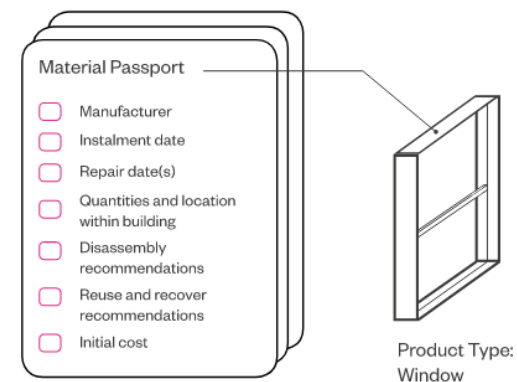 Material Passport
Manufacturer
Instalment date
Repair date(s)
Quantities and location
within building
Disassembly
recommendations
Reuse and recover
recommendations
Initial cost
Product Type:
Window